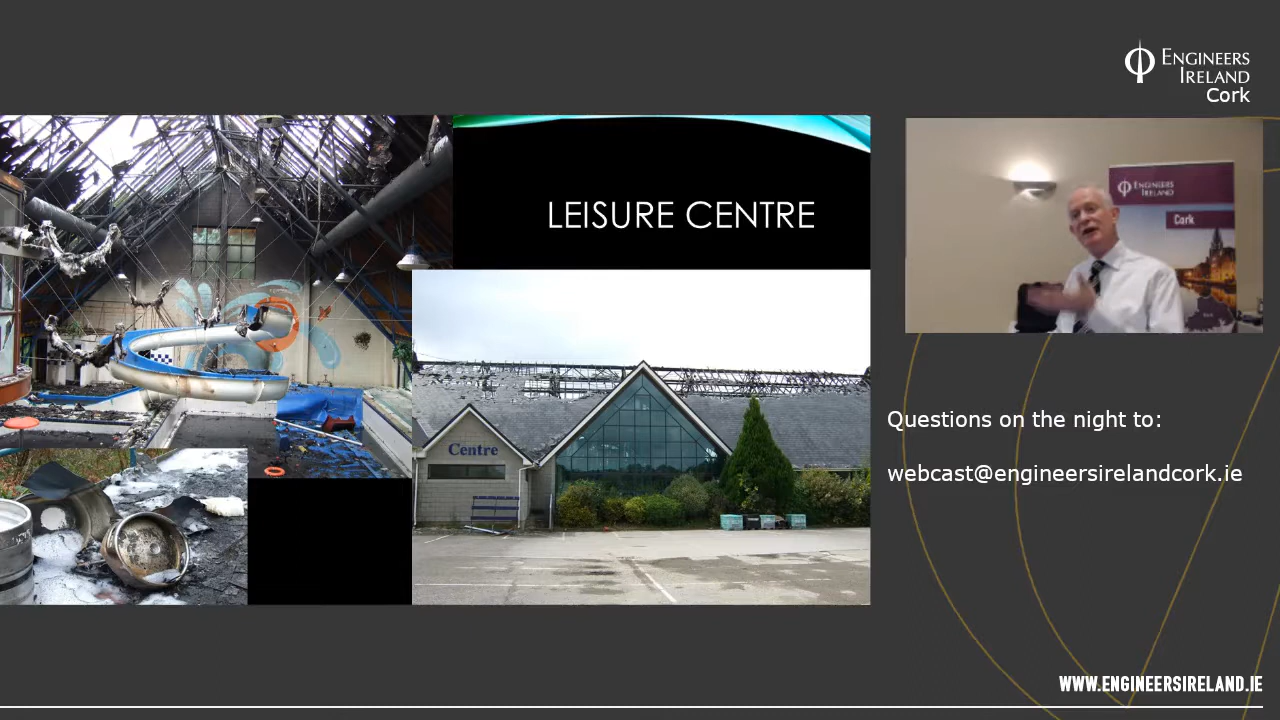 ENGINEERS
IRELAND
Cork
LEISURE CENTRE
ENGINEERS
IRELAND
Cork
Centre
Questions on the night to:
webcast@engineersirelandcork.ie
WWW.ENGINEERSIRELAND.IE